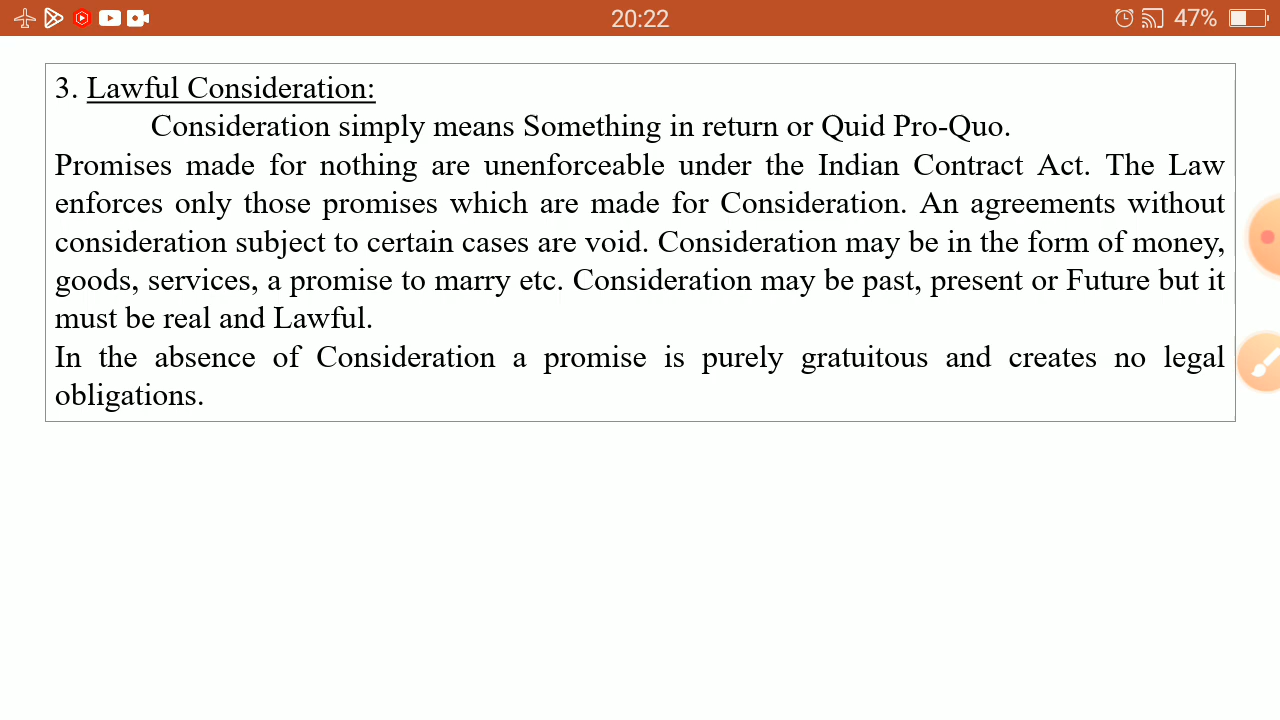 20:22
47%
3. Lawful Consideration:
Consideration simply means Something in return or Quid Pro-Quo.
Promises made for nothing are unenforceable under the Indian Contract Act. The Law
enforces only those promises which are made for Consideration. An agreements without
consideration subject to certain cases are void. Consideration may be in the form of money,
goods, services, a promise to marry etc. Consideration may be past, present or Future but it
must be real and Lawful.
In the absence of Consideration a promise is purely gratuitous and creates no legal
obligations.